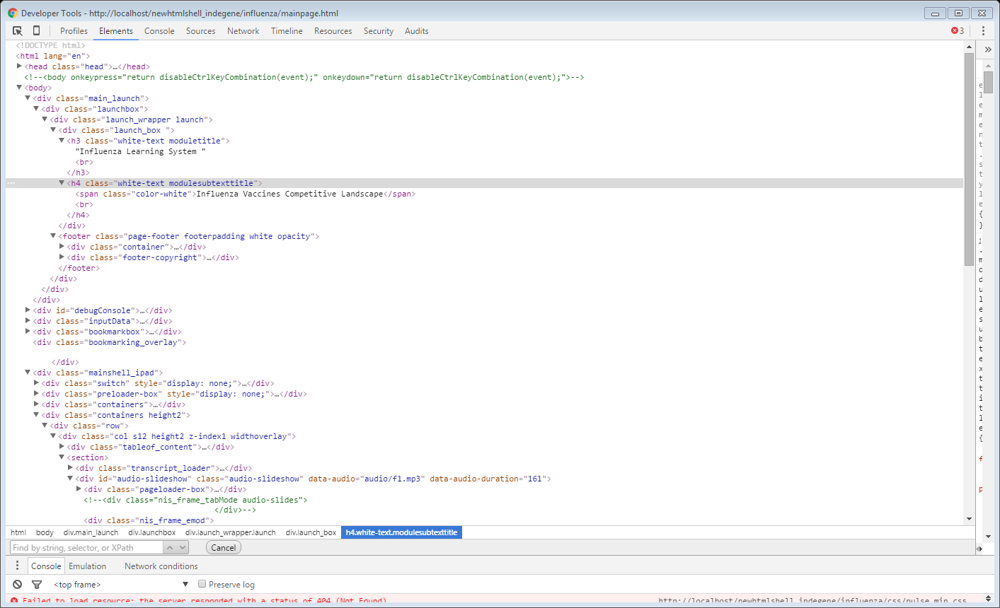 Developer Tools - http://localhost/newhtmlshell_indegene/influenza/mainpage.html
Profiles Elements Console Sources Network Timeline Resources Security Audits 3
<!DOCTYPE html>
<html lang="en">
<head class="head">…</head>
<!--<body onkeypress="return disableCtrlKeyCombination(event);" onkeydown="return disableCtrlKeyCombination(event);">-->
<body>
<div class="main_launch">
<div class="launchbox">
<div class="launch_wrapper launch">
<div class="launch_box ">
<h3 class="white-text moduletitle">
"Influenza Learning System "
<br>
</h3>
<h4 class="white-text modulesubtexttitle">
<span class="color-white">Influenza Vaccines Competitive Landscape</span>
<br>
</h4>
</div>
<footer class="page-footer footerpadding white opacity">
<div class="container">…</div>
<div class="footer-copyright">…</div>
</footer>
</div>
</div>
</div>
<div id="debugConsole">…</div>
<div class="inputData">…</div>
<div class="bookmarkbox">…</div>
<div class="bookmarking_overlay">
</div>
<div class="mainshell_ipad">
<div class="switch" style="display: none;">…</div>
<div class="preloader-box" style="display: none;">…</div>
<div class="containers">…</div>
<div class="containers height2">
<div class="row">
<div class="col s12 height2 z-index1 widthoverlay">
<div class="tableof_content">…</div>
<section>
<div class="transcript_loader">…</div>
<div id="audio-slideshow" class="audio-slideshow" data-audio="audio/f1.mp3" data-audio-duration="161">
<div class="pageloader-box">…</div>
<!--<div class="nis_frame_tabMode audio-slides">
</div>-->
<div class="nis_frame_emod">
html body div.main_launch div.launchbox div.launch_wrapper.launch div.launch_box h4.white-text.modulesubtexttitle
Find by string, selector, or XPath Cancel
Console Emulation Network conditions
<top frame> Preserve log
Failed to load resource: the server responded with a status of 404 (Not Found) http://localhost/newhtmlshell_indegene/influenza/css/pulse.min.css
e
l
e
m
e
n
t
.
s
t
y
l
e
{
}
s
.
m
o
d
u
l
e
s
u
b
t
e
x
t
t
i
t
l
e
{
f
p